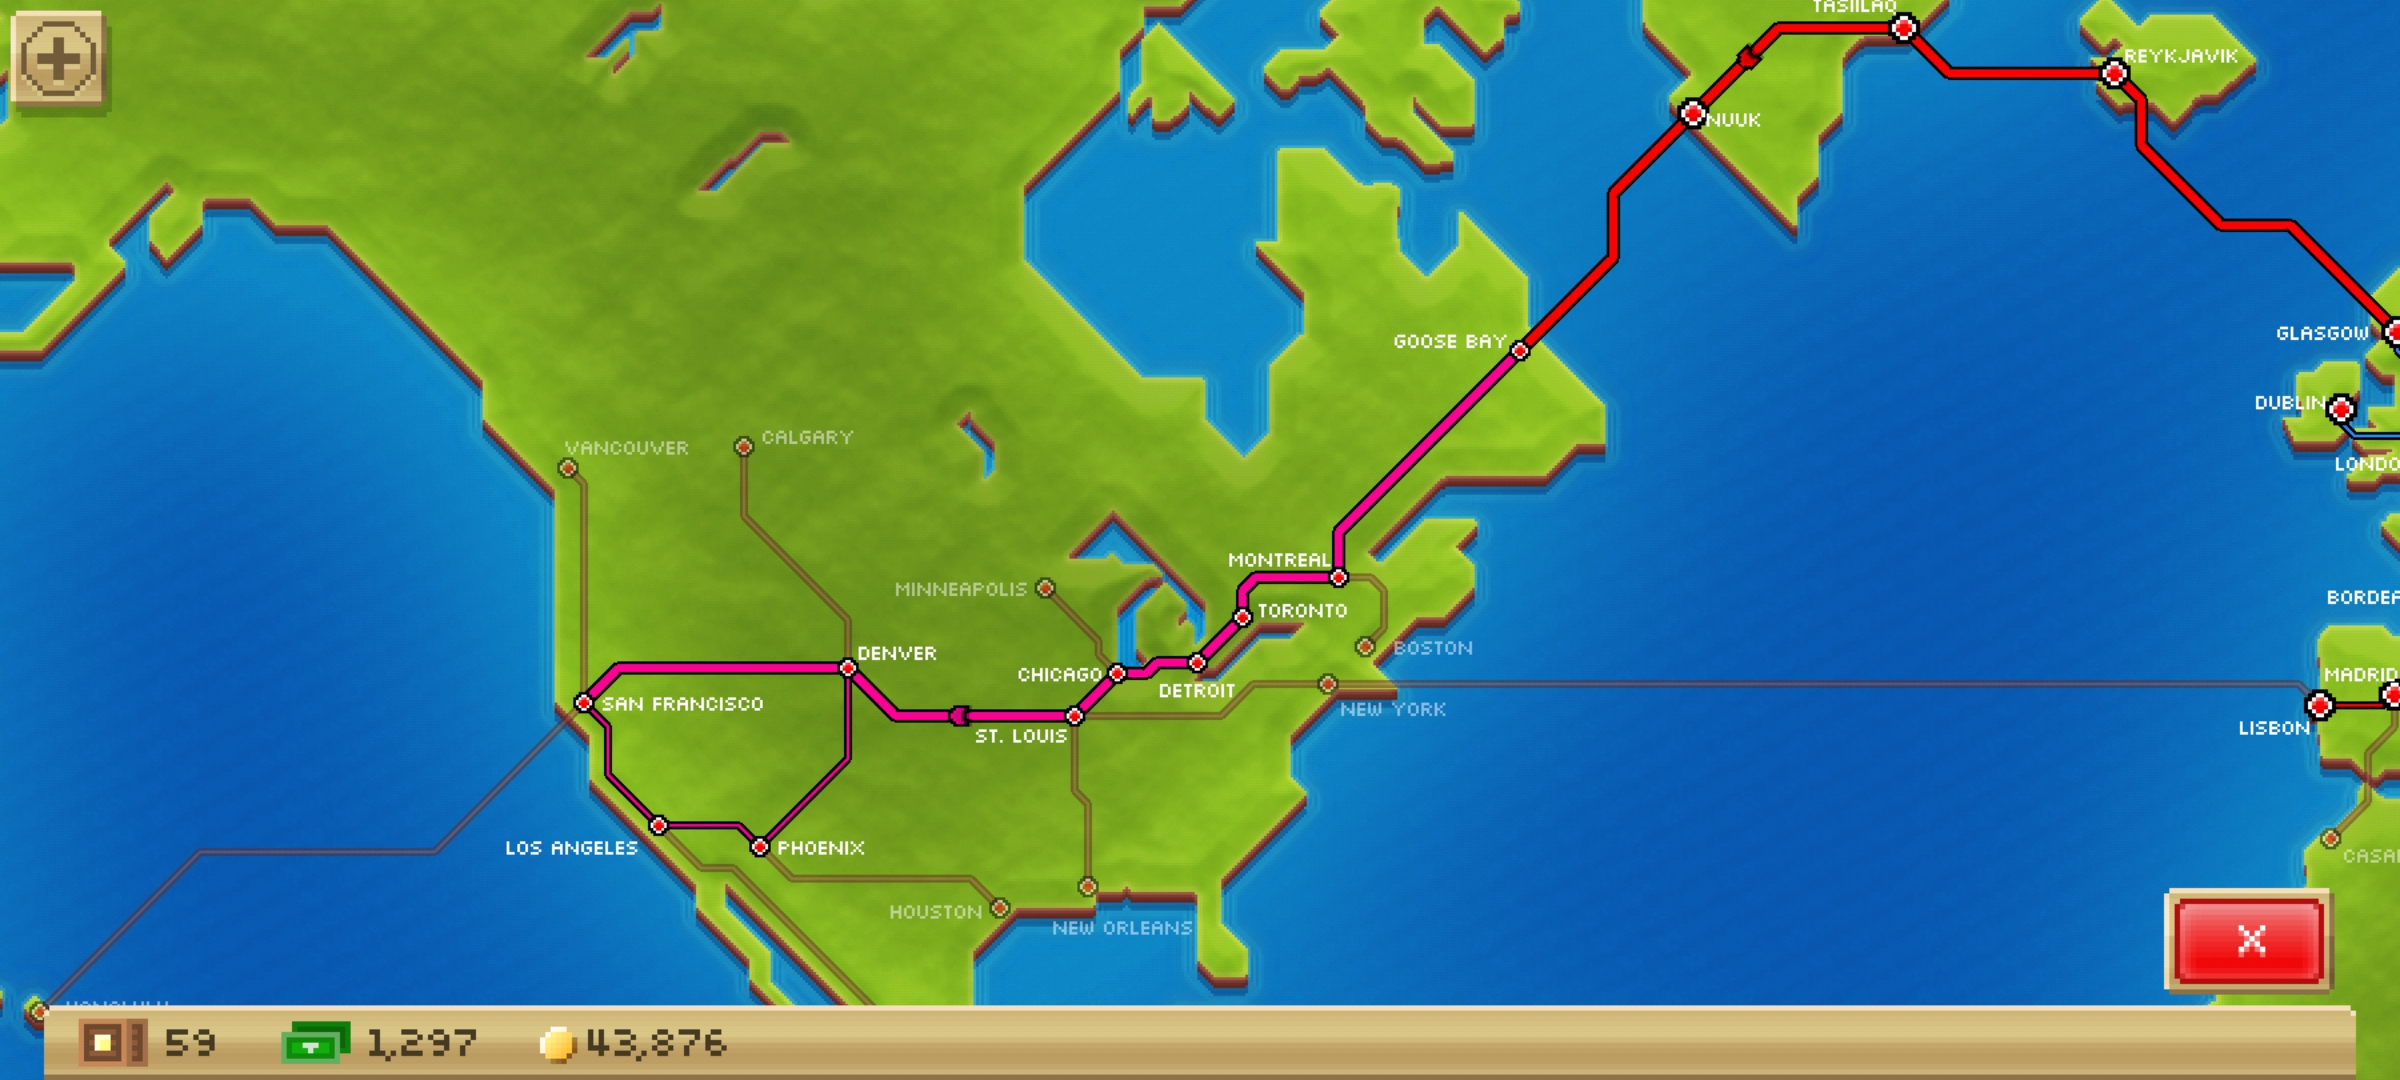 TASIILAQ
REYKJAVIK
NUUK
GOOSE BAY
GLASGOW
DUBLIN
VANCOUVER
CALGARY
LONDO
MONTREAL
MINNEAPOLIS
TORONTO
BORDEA
BOSTON
DENVER
CHICAGO
MADRID
DETROIT
SAN FRANCISCO
NEW YORK
ST. LOUIS
LISBON
LOS ANGELES
PHOENIX
CASA
HOUSTON
NEW ORLEANS
X
HONOLULU
59 1,297 43,876